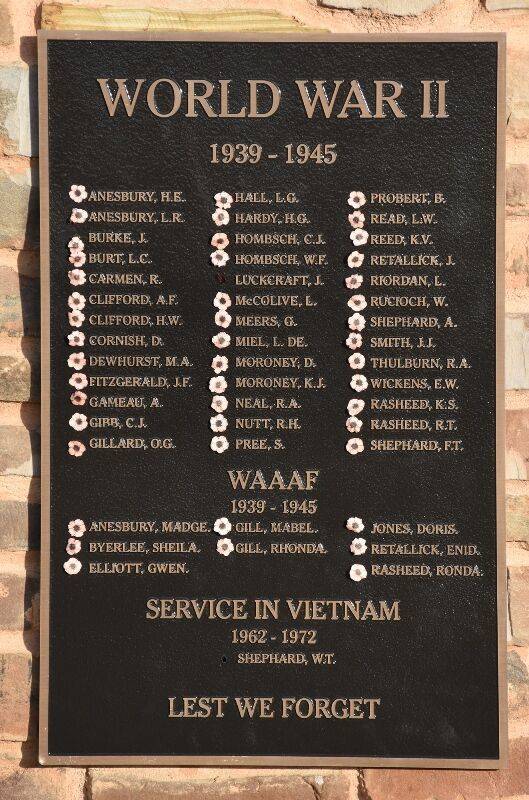 WORLD WAR II
1939 - 1945
ANESBURY, H.E.
ANESBURY, L.R.
BURKE, J.
BURT, L.C.
CARMEN, R.
CLIFFORD, A.F.
CLIFFORD, H.W.
CORNISH, D.
DEWHURST, M.A.
FITZGERALD, J.F.
GAMEAU, A.
GIBB, C.J.
GILLARD, O.G.
HALL, L.G.
HARDY, H.G.
HOMBSCH, C.J.
HOMBSCH, W.F.
LUCKCRAFT, J.
McCOLIVE, L.
MEERS, G.
MIEL, L. DE.
MORONEY, D.
MORONEY, K.J.
NEAL, R.A.
NUTT, R.H.
PREE, S.
PROBERT, B.
READ, L.W.
REED, K.V.
RETALLICK, J.
RIORDAN, L.
RUCIOCH, W.
SHEPHARD, A.
SMITH, J.J.
THULBURN, R.A.
WICKENS, E.W.
RASHEED, K.S.
RASHEED, R.T.
SHEPHARD, F.T.
WAAAF
1939 - 1945
ANESBURY, MADGE.
BYERLEE, SHEILA.
ELLIOTT, GWEN.
GILL, MABEL.
GILL, RHONDA.
JONES, DORIS.
RETALLICK, ENID.
RASHEED, RONDA.
SERVICE IN VIETNAM
1962 - 1972
SHEPHARD, W.T.
LEST WE FORGET